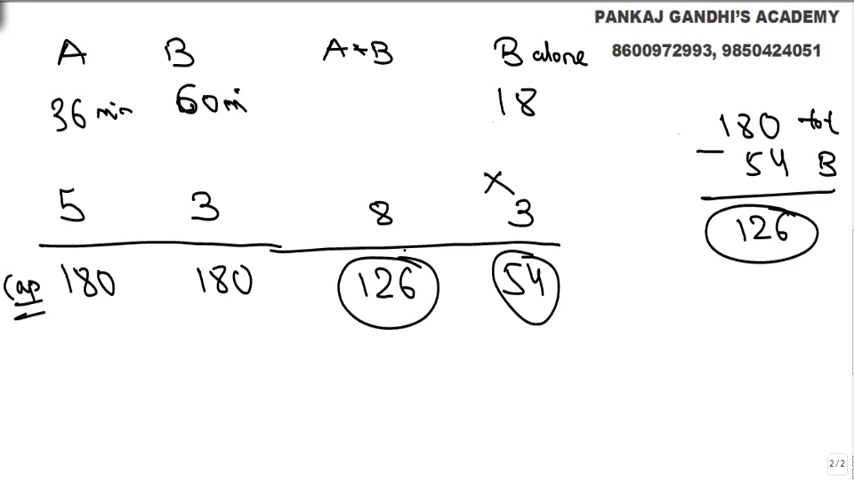 PANKAJ GANDHI'S ACADEMY
8600972993, 9850424051
A B A+B B alone
36 min 60 m 18
5 3 8 × 3
Cap 180 180 126 54
180 tot
- 54 B
126
2/2